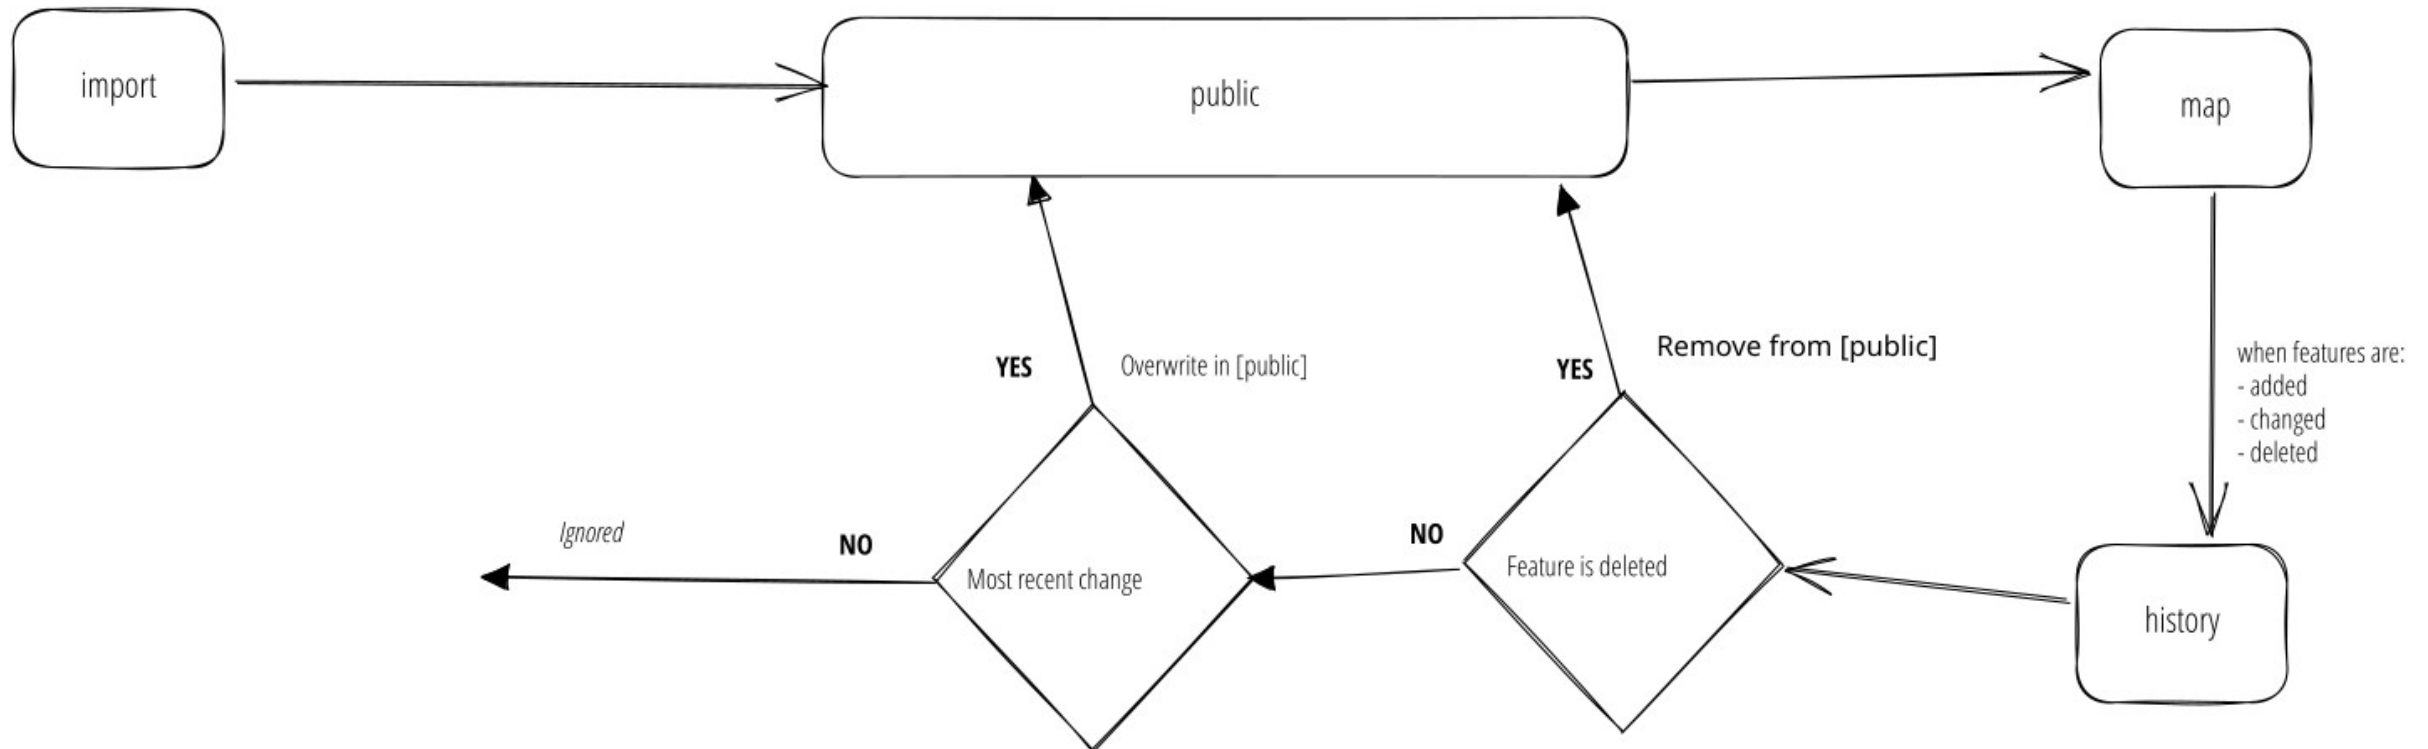 import
public
map
YES
Overwrite in [public]
YES
Remove from [public]
when features are:
- added
- changed
- deleted
Ignored
NO
Most recent change
NO
Feature is deleted
history